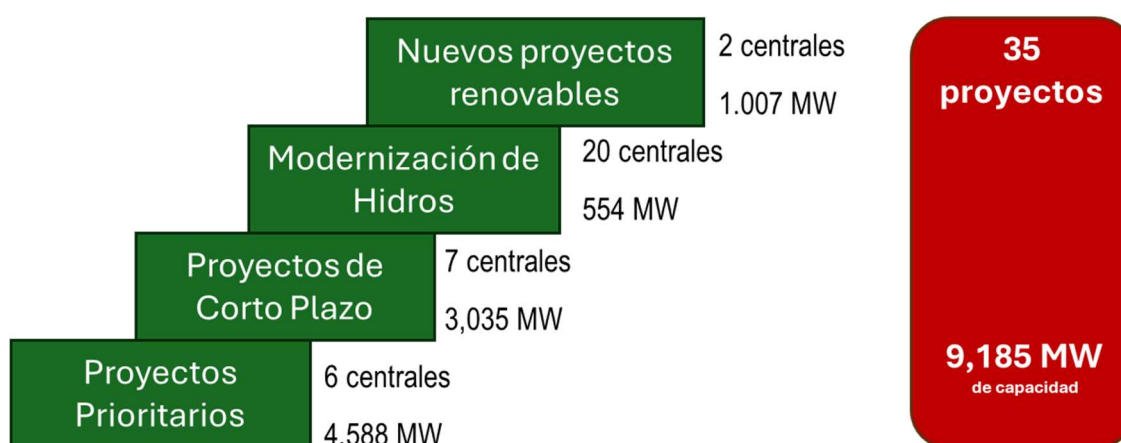 Nuevos proyectos
renovables
2 centrales
1.007 MW
Modernización de
Hidros
20 centrales
554 MW
Proyectos de
Corto Plazo
7 centrales
3,035 MW
Proyectos
Prioritarios
6 centrales
4.588 MW
35
proyectos
9,185 MW
de capacidad